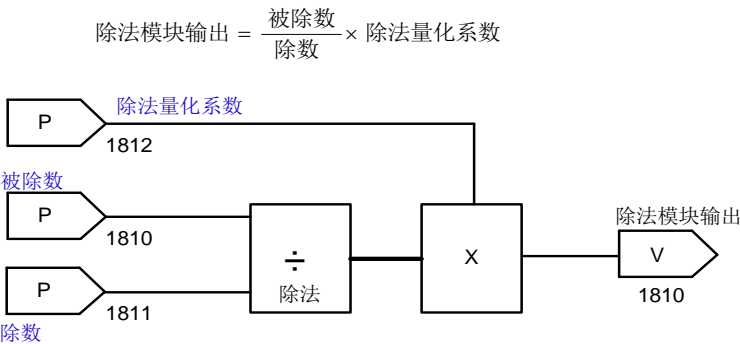 除法模块输出 = 被除数/除数 × 除法量化系数
除法量化系数
P
1812
被除数
P
1810
除法模块输出
÷
除法
X
V
1810
P
1811
除数